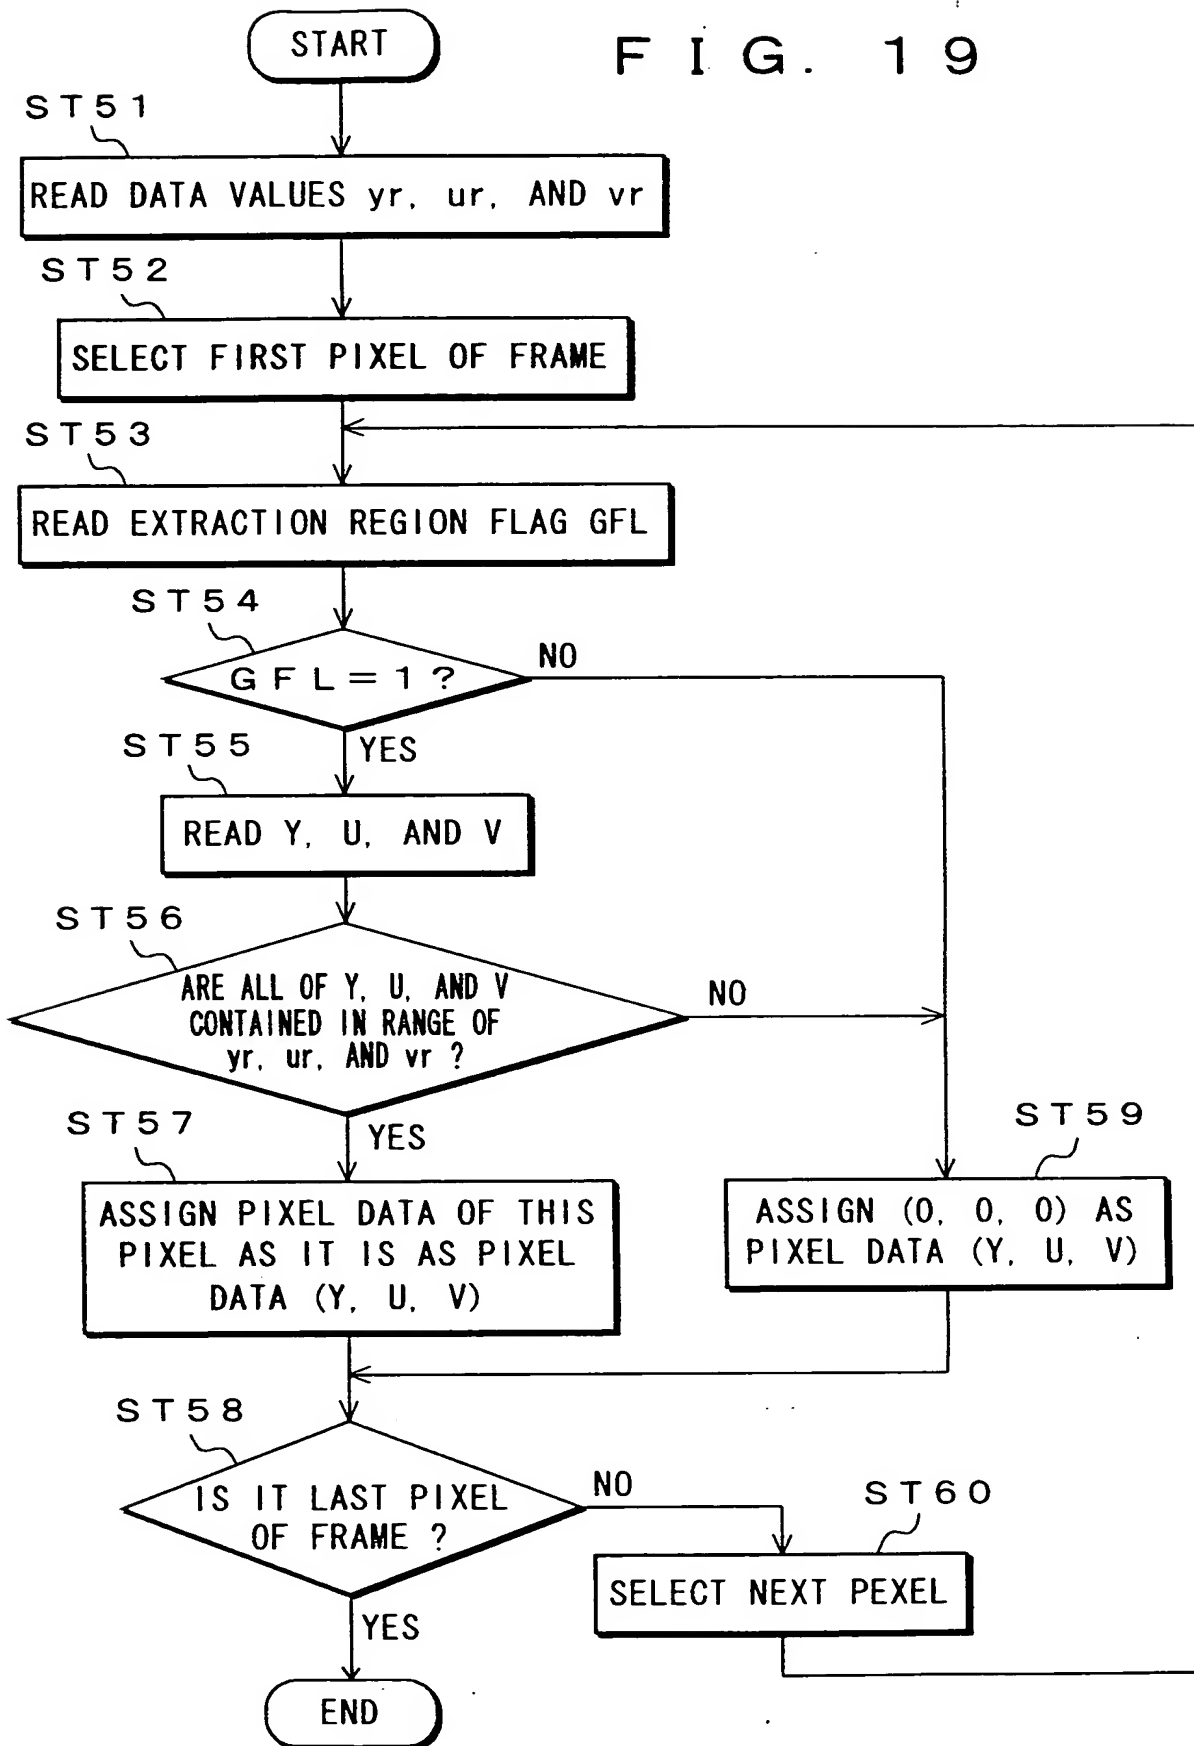 START
FIG. 19
ST51
READ DATA VALUES yr, ur, AND vr
ST52
SELECT FIRST PIXEL OF FRAME
ST53
READ EXTRACTION REGION FLAG GFL
ST54
GFL=1?
NO
YES
ST55
READ Y, U, AND V
ST56
ARE ALL OF Y, U, AND V
CONTAINED IN RANGE OF
yr, ur, AND vr ?
NO
YES
ST57
ASSIGN PIXEL DATA OF THIS
PIXEL AS IT IS AS PIXEL
DATA (Y, U, V)
ST59
ASSIGN (0, 0, 0) AS
PIXEL DATA (Y, U, V)
ST58
IS IT LAST PIXEL
OF FRAME ?
NO
YES
ST60
SELECT NEXT PEXEL
END